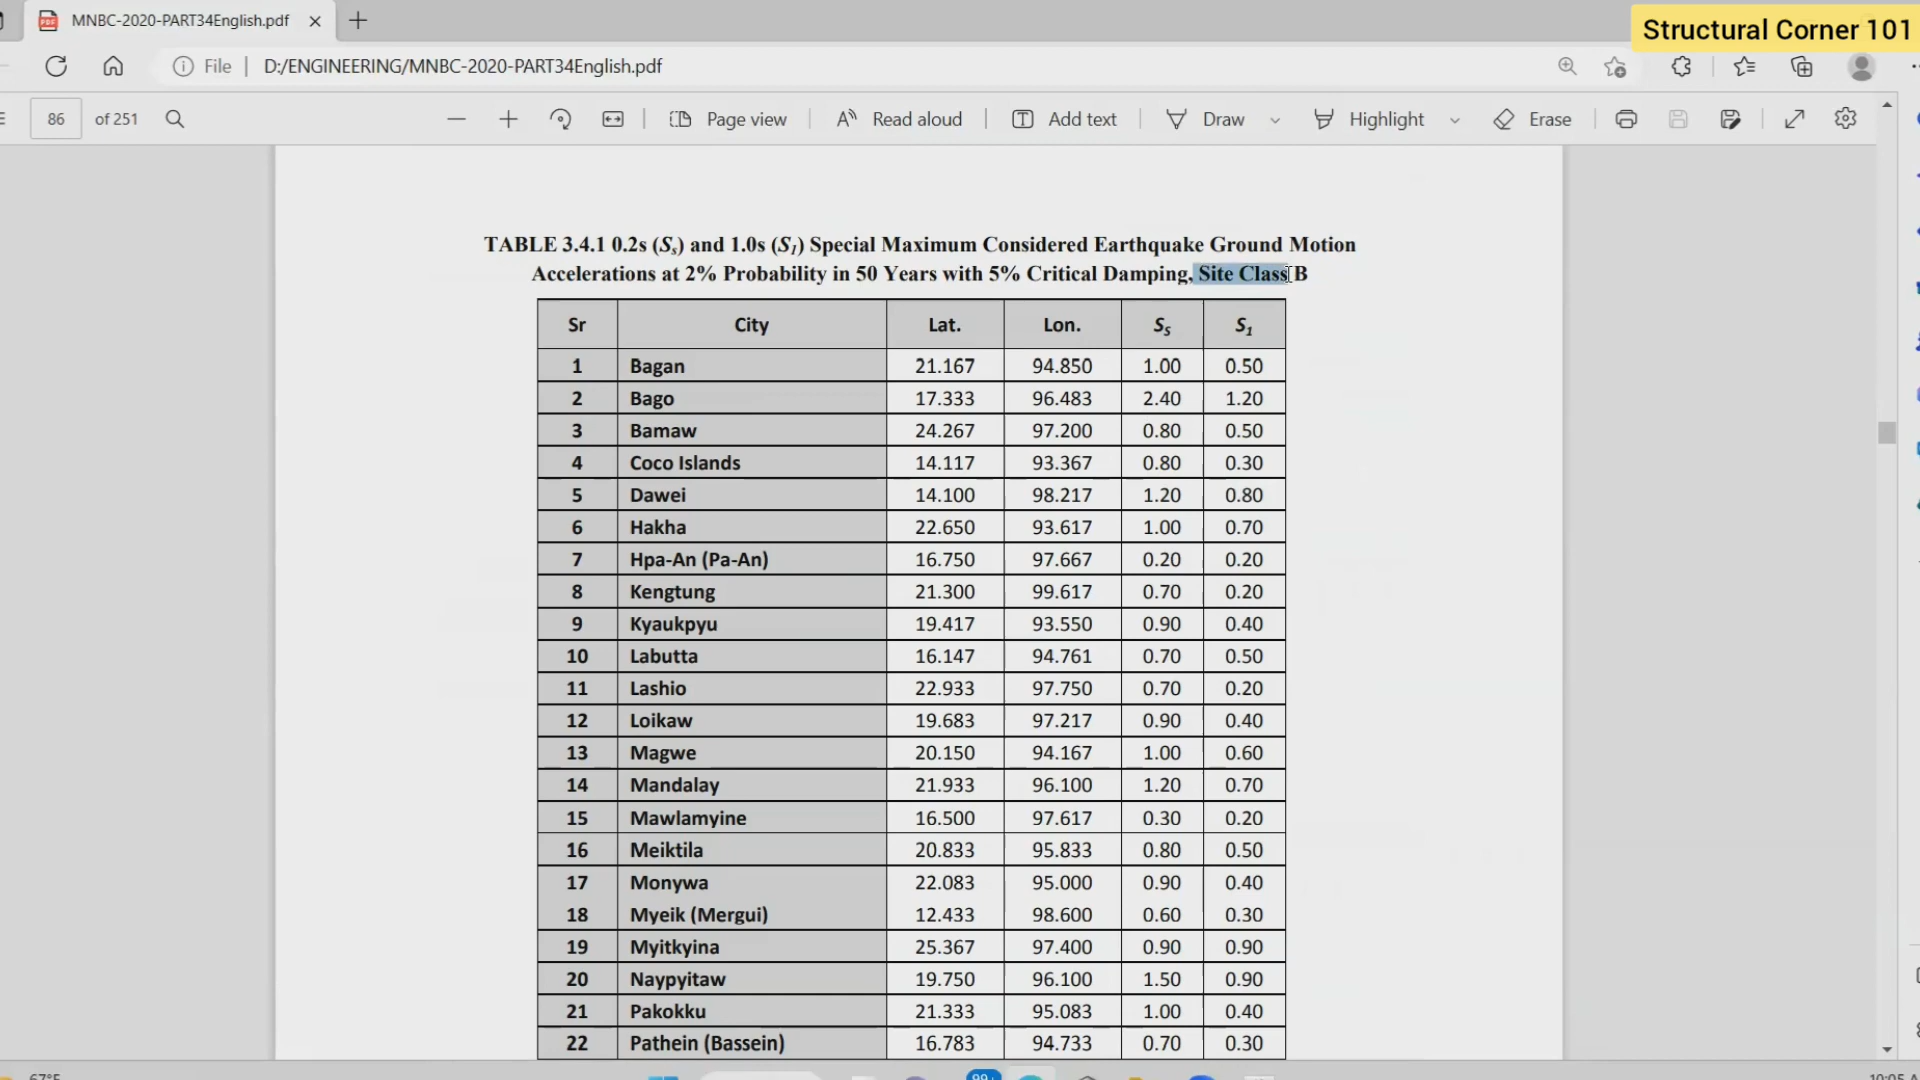 MNBC-2020-PART34English.pdf
Structural Corner 101
File
D:/ENGINEERING/MNBC-2020-PART34English.pdf
86 of 251
Page view
Read aloud
Add text
Draw
Highlight
Erase
TABLE 3.4.1 0.2s (Ss) and 1.0s (S1) Special Maximum Considered Earthquake Ground Motion
Accelerations at 2% Probability in 50 Years with 5% Critical Damping, Site Class B
Sr City Lat. Lon. SS S1
1 Bagan 21.167 94.850 1.00 0.50
2 Bago 17.333 96.483 2.40 1.20
3 Bamaw 24.267 97.200 0.80 0.50
4 Coco Islands 14.117 93.367 0.80 0.30
5 Dawei 14.100 98.217 1.20 0.80
6 Hakha 22.650 93.617 1.00 0.70
7 Hpa-An (Pa-An) 16.750 97.667 0.20 0.20
8 Kengtung 21.300 99.617 0.70 0.20
9 Kyaukpyu 19.417 93.550 0.90 0.40
10 Labutta 16.147 94.761 0.70 0.50
11 Lashio 22.933 97.750 0.70 0.20
12 Loikaw 19.683 97.217 0.90 0.40
13 Magwe 20.150 94.167 1.00 0.60
14 Mandalay 21.933 96.100 1.20 0.70
15 Mawlamyine 16.500 97.617 0.30 0.20
16 Meiktila 20.833 95.833 0.80 0.50
17 Monywa 22.083 95.000 0.90 0.40
18 Myeik (Mergui) 12.433 98.600 0.60 0.30
19 Myitkyina 25.367 97.400 0.90 0.90
20 Naypyitaw 19.750 96.100 1.50 0.90
21 Pakokku 21.333 95.083 1.00 0.40
22 Pathein (Bassein) 16.783 94.733 0.70 0.30